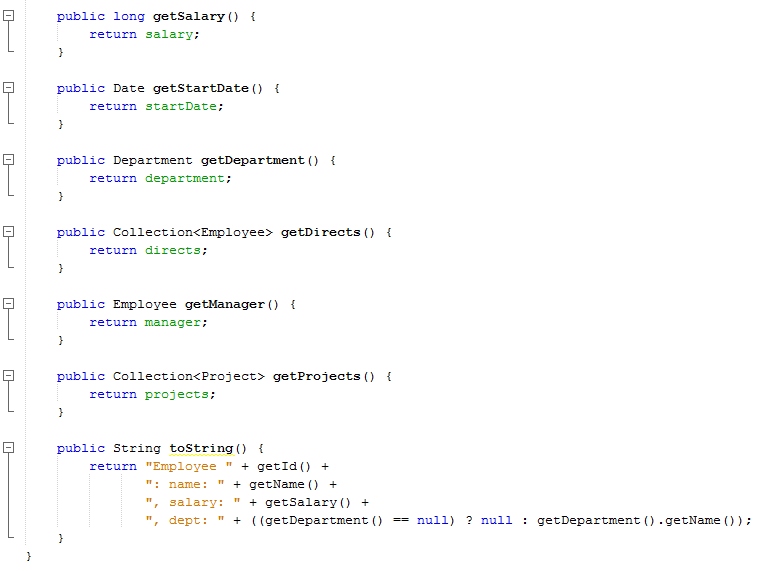 public long getSalary() {
        return salary;
    }

    public Date getStartDate() {
        return startDate;
    }

    public Department getDepartment() {
        return department;
    }

    public Collection<Employee> getDirects() {
        return directs;
    }

    public Employee getManager() {
        return manager;
    }

    public Collection<Project> getProjects() {
        return projects;
    }

    public String toString() {
        return "Employee " + getId() +
               ": name: " + getName() +
               ", salary: " + getSalary() +
               ", dept: " + ((getDepartment() == null) ? null : getDepartment().getName());
    }
}